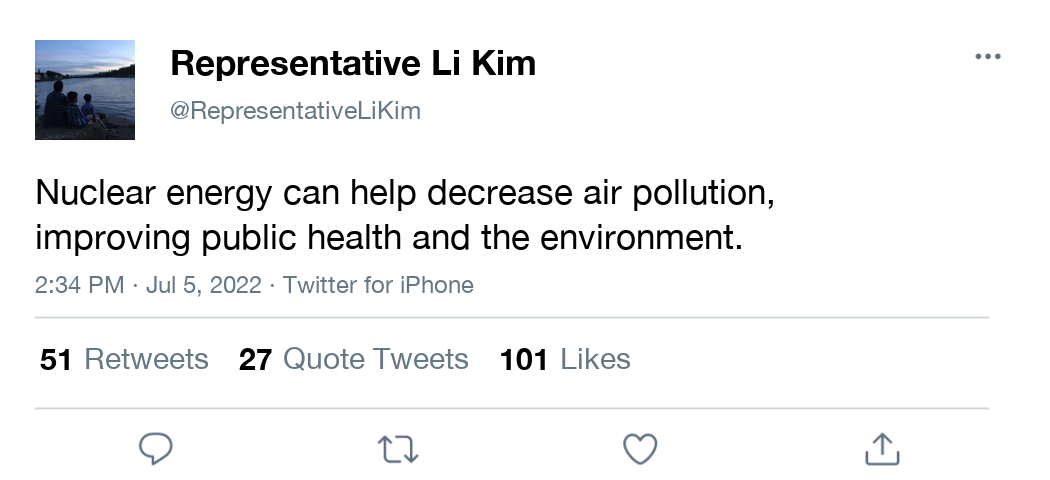 Representative Li Kim
@RepresentativeLiKim
Nuclear energy can help decrease air pollution,
improving public health and the environment.
2:34 PM · Jul 5, 2022 · Twitter for iPhone
51 Retweets 27 Quote Tweets 101 Likes